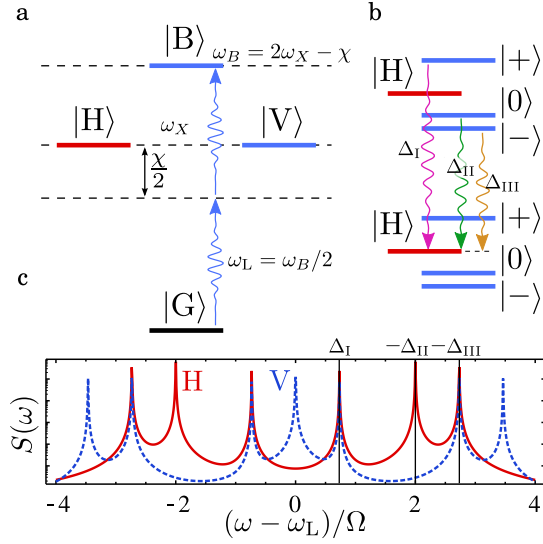 a
|B⟩
ω_B = 2ω_X − χ
|H⟩
ω_X
|V⟩
χ/2
ω_L = ω_B/2
|G⟩
b
|+⟩
|H⟩
|0⟩
|−⟩
Δ_I
Δ_II
Δ_III
|+⟩
|H⟩
|0⟩
|−⟩
c
Δ_I
−Δ_II
−Δ_III
H
V
S(ω)
−4
−2
0
2
4
(ω − ω_L)/Ω